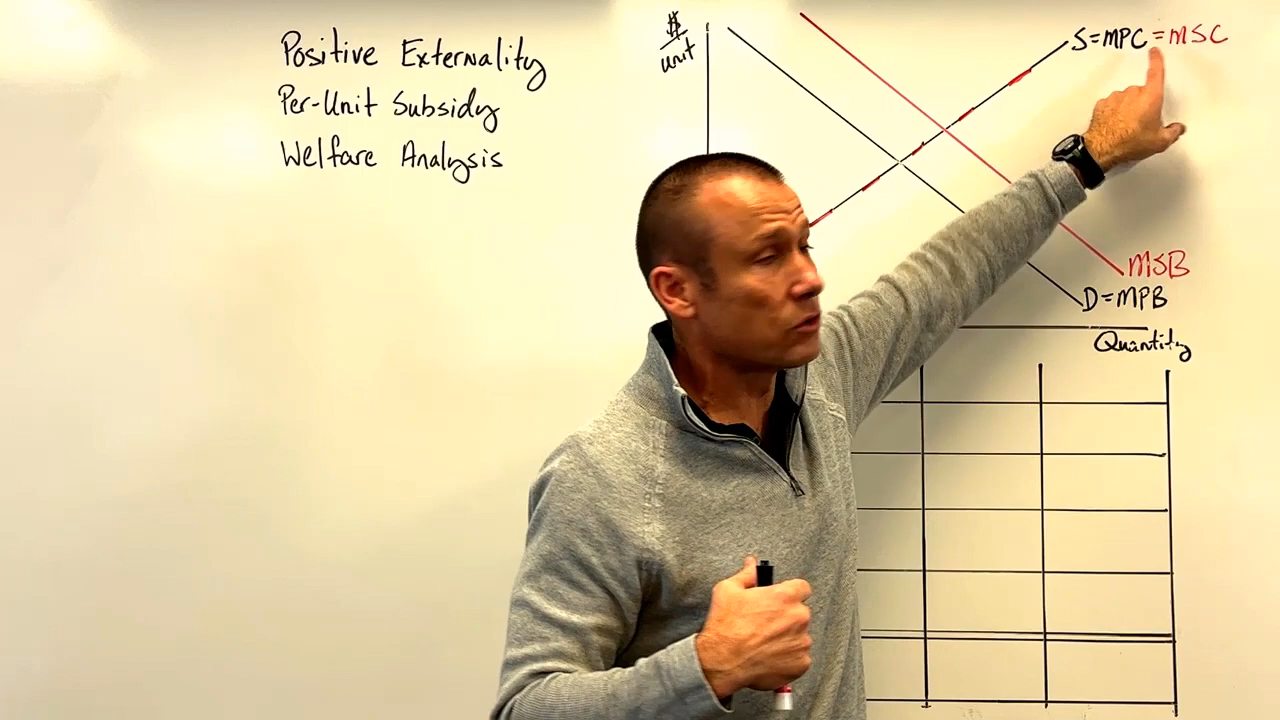 Positive Externality
Per-Unit Subsidy
Welfare Analysis
$
unit
S=MPC=MSC
MSB
D=MPB
Quantity